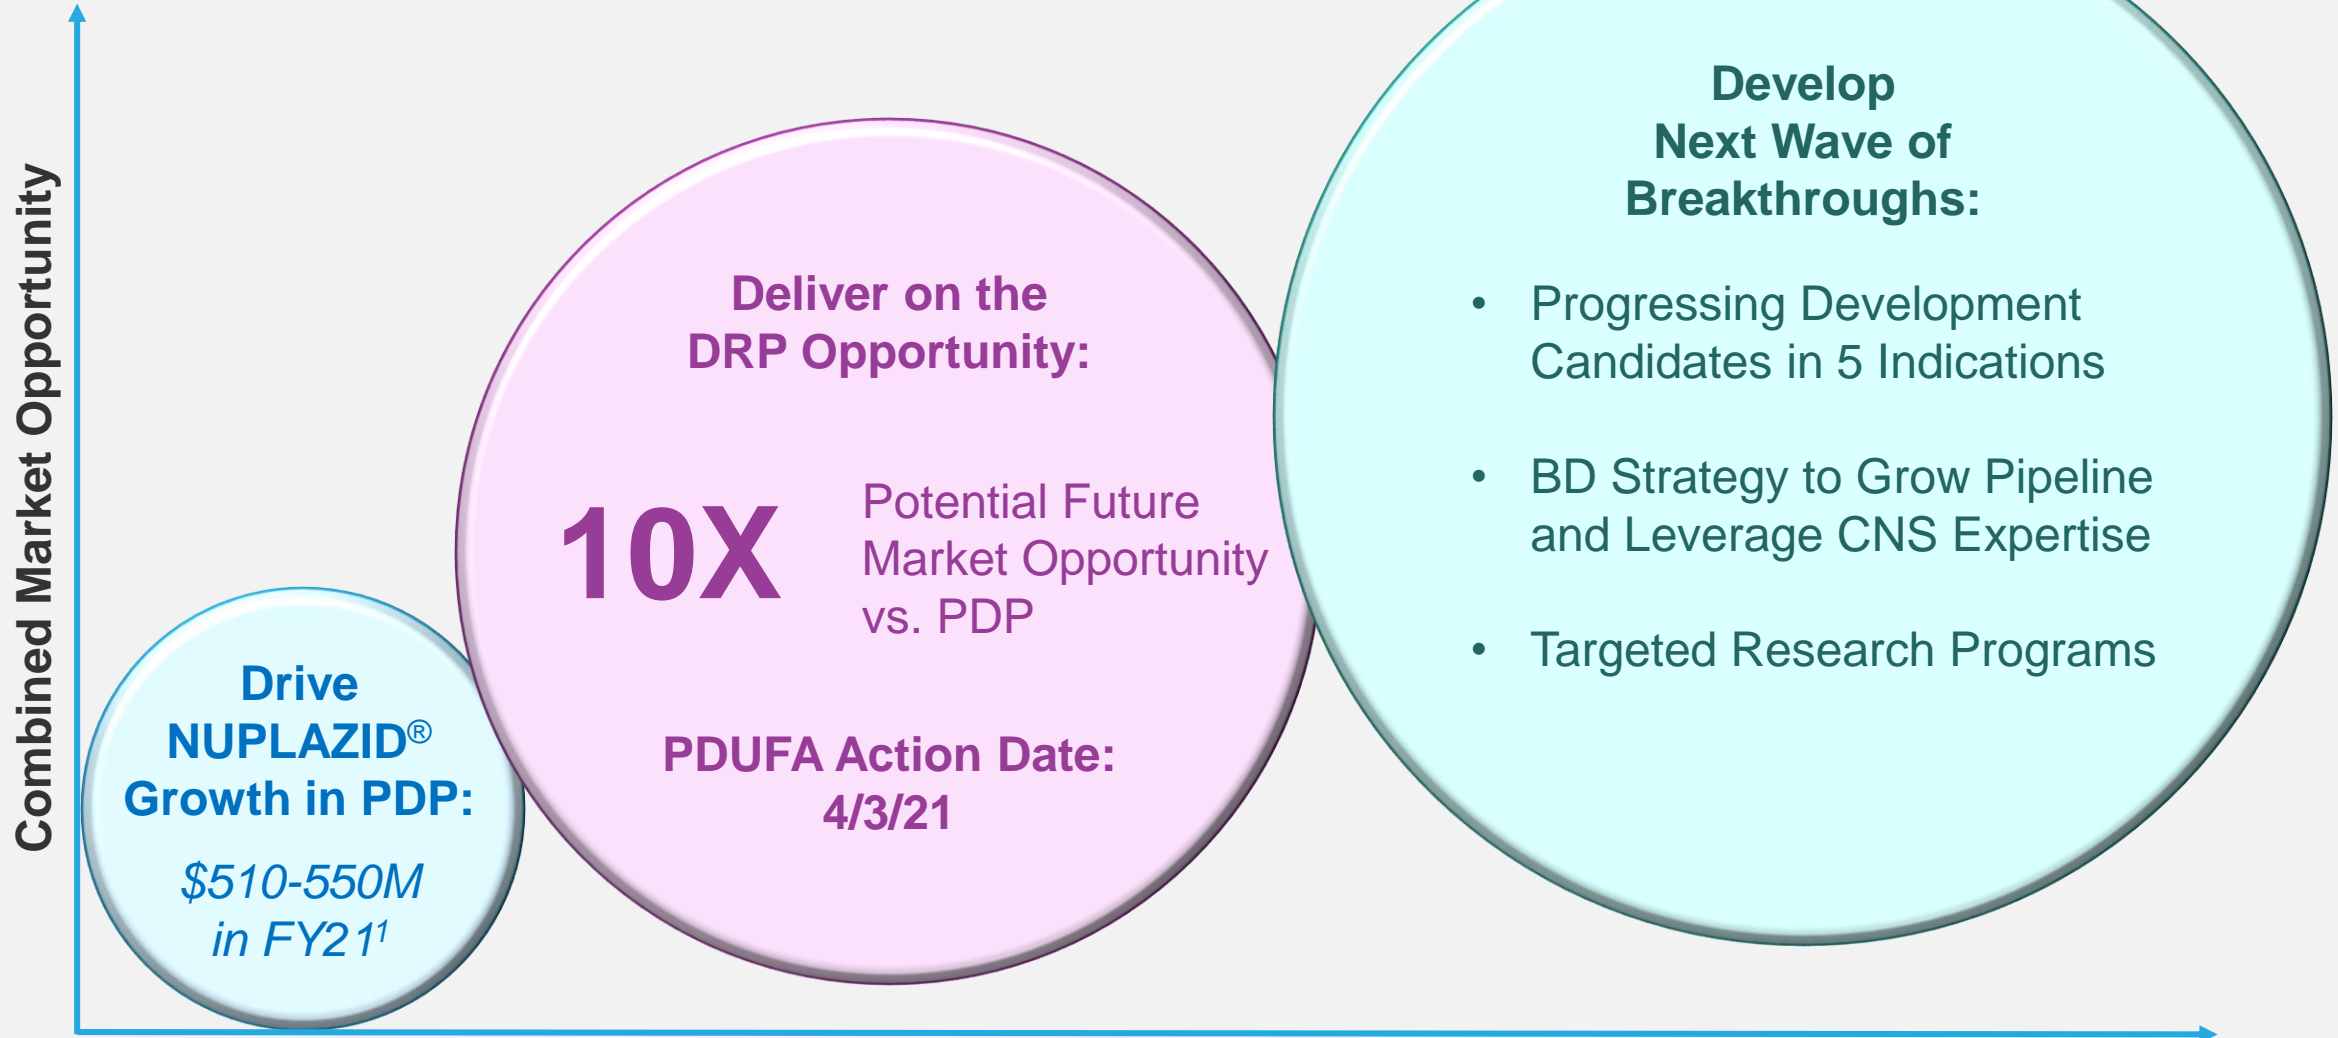 Combined Market Opportunity
Drive
NUPLAZID®
Growth in PDP:
$510-550M
in FY21¹
Deliver on the
DRP Opportunity:
10X
Potential Future
Market Opportunity
vs. PDP
PDUFA Action Date:
4/3/21
Develop
Next Wave of
Breakthroughs:
• Progressing Development
Candidates in 5 Indications
• BD Strategy to Grow Pipeline
and Leverage CNS Expertise
• Targeted Research Programs